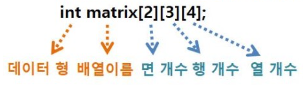 int matrix[2][3][4];
데이터 형 배열이름 면 개수 행 개수 열 개수